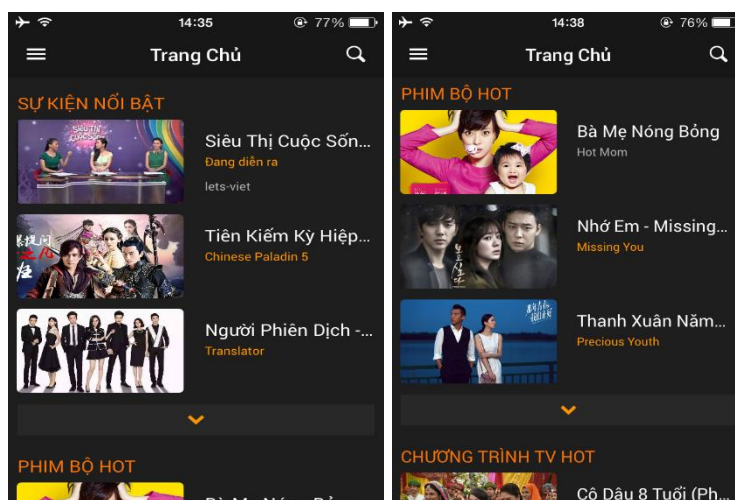 14:35
77%
Trang Chủ
SỰ KIỆN NỔI BẬT
Siêu Thị Cuộc Sốn...
Đang diễn ra
lets-viet
Tiên Kiếm Kỳ Hiệp...
Chinese Paladin 5
Người Phiên Dịch -...
Translator
PHIM BỘ HOT
14:38
76%
Trang Chủ
PHIM BỘ HOT
Bà Mẹ Nóng Bỏng
Hot Mom
Nhớ Em - Missing...
Missing You
Thanh Xuân Năm...
Precious Youth
CHƯƠNG TRÌNH TV HOT
Cô Dâu 8 Tuổi (Ph...